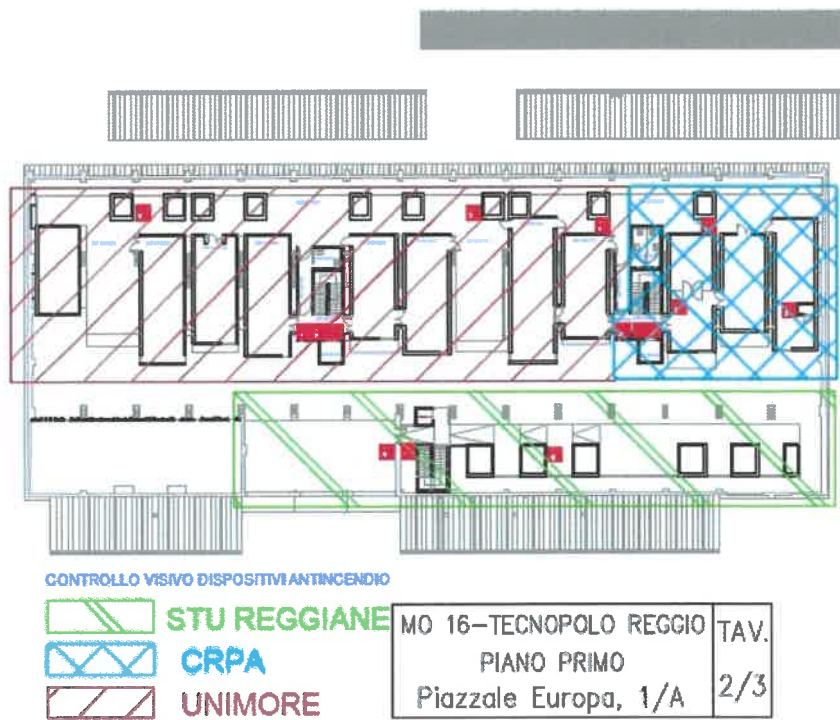 CONTROLLO VISIVO DISPOSITIVI ANTINCENDIO
STU REGGIANE
CRPA
UNIMORE
MO 16-TECNOPOLO REGGIO
PIANO PRIMO
Piazzale Europa, 1/A
TAV.
2/3